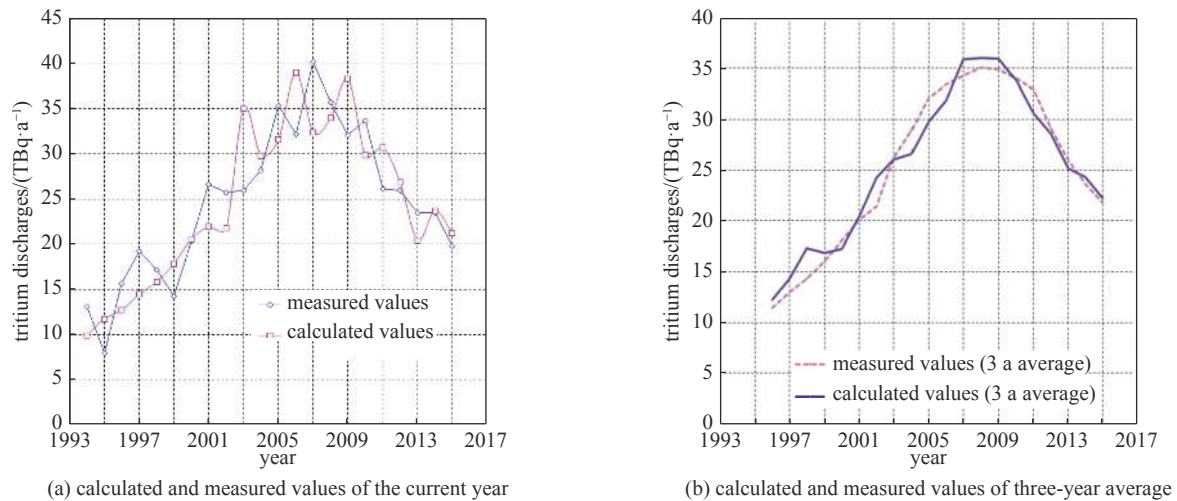 45
40
35
30
25
20
15
10
5
0
tritium discharges/(TBq·a⁻¹)
measured values
calculated values
1993 1997 2001 2005 2009 2013 2017
year
(a) calculated and measured values of the current year
40
35
30
25
20
15
10
5
0
tritium discharges/(TBq·a⁻¹)
measured values (3 a average)
calculated values (3 a average)
1993 1997 2001 2005 2009 2013 2017
year
(b) calculated and measured values of three-year average